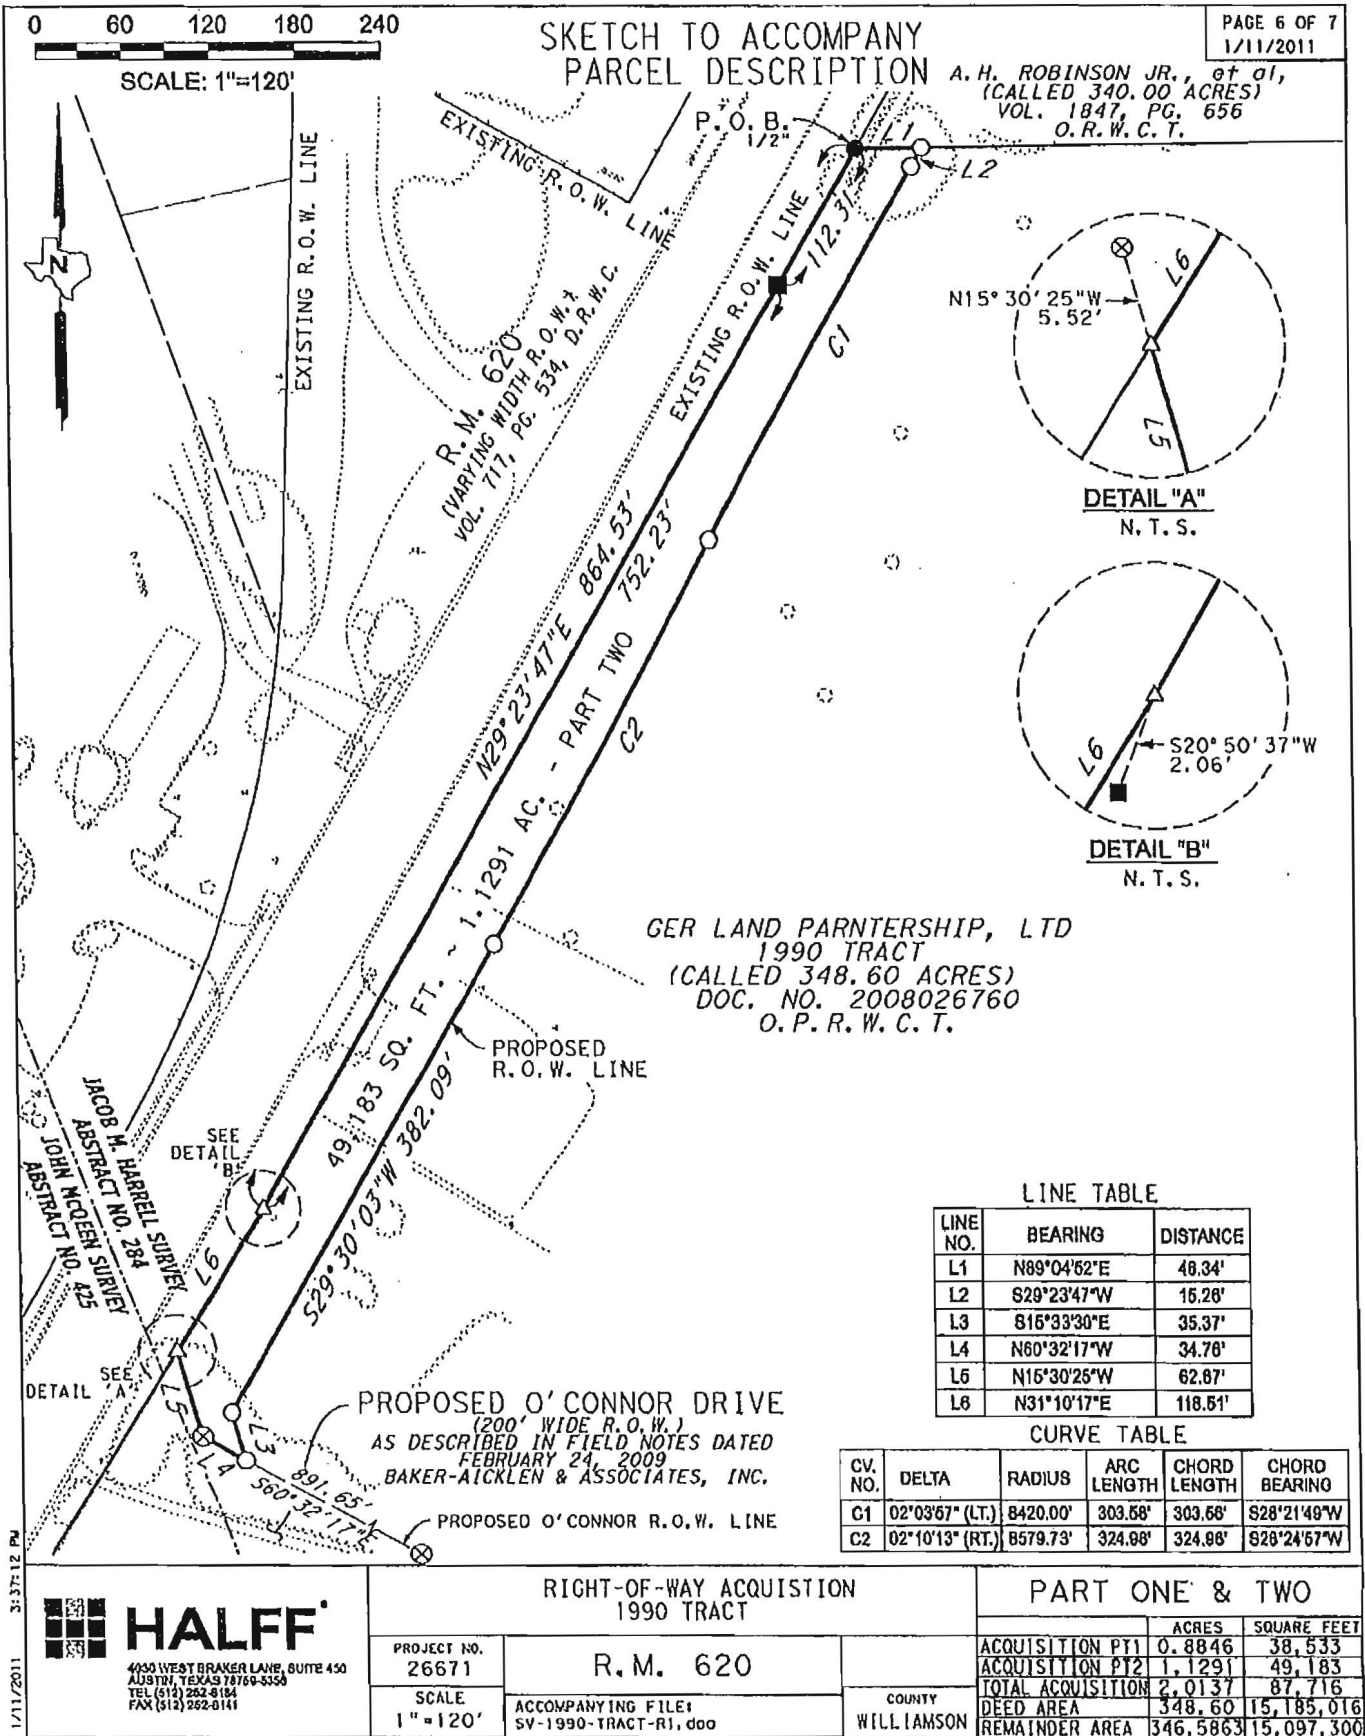 0 60 120 180 240
SCALE: 1"=120'
SKETCH TO ACCOMPANY
PARCEL DESCRIPTION
PAGE 6 OF 7
1/11/2011
A. H. ROBINSON JR., et al,
(CALLED 340.00 ACRES)
VOL. 1847, PG. 656
O.R.W.C.T.
P.O.B.
1/2"
L1
L2
EXISTING R.O.W. LINE
EXISTING R.O.W. LINE
EXISTING R.O.W. LINE
112.31'
N
R.M. 620
(VARYING WIDTH R.O.W.±
VOL. 717, PG. 534, D.R.W.C.
C1
N15°30'25"W
5.52'
L6
L5
DETAIL "A"
N.T.S.
N29°23'47"E 864.53'
752.23'
C2
S20°50'37"W
2.06'
L6
DETAIL "B"
N.T.S.
49,183 SQ. FT. ~ 1.1291 AC. - PART TWO
GER LAND PARNTERSHIP, LTD
1990 TRACT
(CALLED 348.60 ACRES)
DOC. NO. 2008026760
O.P.R.W.C.T.
PROPOSED
R.O.W. LINE
S29°30'03"W 382.09'
JACOB M. HARRELL SURVEY
ABSTRACT NO. 284
JOHN MCQEEN SURVEY
ABSTRACT NO. 425
SEE
DETAIL
'B'
L6
SEE
DETAIL 'A'
L5
L3
L4
891.65'
S60°32'17"E
PROPOSED O'CONNOR DRIVE
(200' WIDE R.O.W.)
AS DESCRIBED IN FIELD NOTES DATED
FEBRUARY 24, 2009
BAKER-AICKLEN & ASSOCIATES, INC.
PROPOSED O'CONNOR R.O.W. LINE
LINE TABLE
LINE NO. BEARING DISTANCE
L1 N89°04'52"E 46.34'
L2 S29°23'47"W 15.26'
L3 S15°33'30"E 35.37'
L4 N60°32'17"W 34.76'
L5 N15°30'25"W 62.87'
L6 N31°10'17"E 118.51'
CURVE TABLE
CV. NO. DELTA RADIUS ARC LENGTH CHORD LENGTH CHORD BEARING
C1 02°03'57" (LT.) 8420.00' 303.58' 303.56' S28°21'49"W
C2 02°10'13" (RT.) 8579.73' 324.98' 324.96' S28°24'57"W
1/11/2011 3:37:12 PM
HALFF
4030 WEST BRAKER LANE, SUITE 450
AUSTIN, TEXAS 78759-5356
TEL (512) 252-8184
FAX (512) 252-8141
RIGHT-OF-WAY ACQUISTION
1990 TRACT
PROJECT NO.
26671
R.M. 620
SCALE
1"=120'
ACCOMPANYING FILE:
SV-1990-TRACT-R1.doc
COUNTY
WILLIAMSON
PART ONE & TWO
ACRES SQUARE FEET
ACQUISITION PT1 0.8846 38,533
ACQUISITION PT2 1.1291 49,183
TOTAL ACQUISITION 2.0137 87,716
DEED AREA 348.60 15,185,016
REMAINDER AREA 346.5863 15,097,300